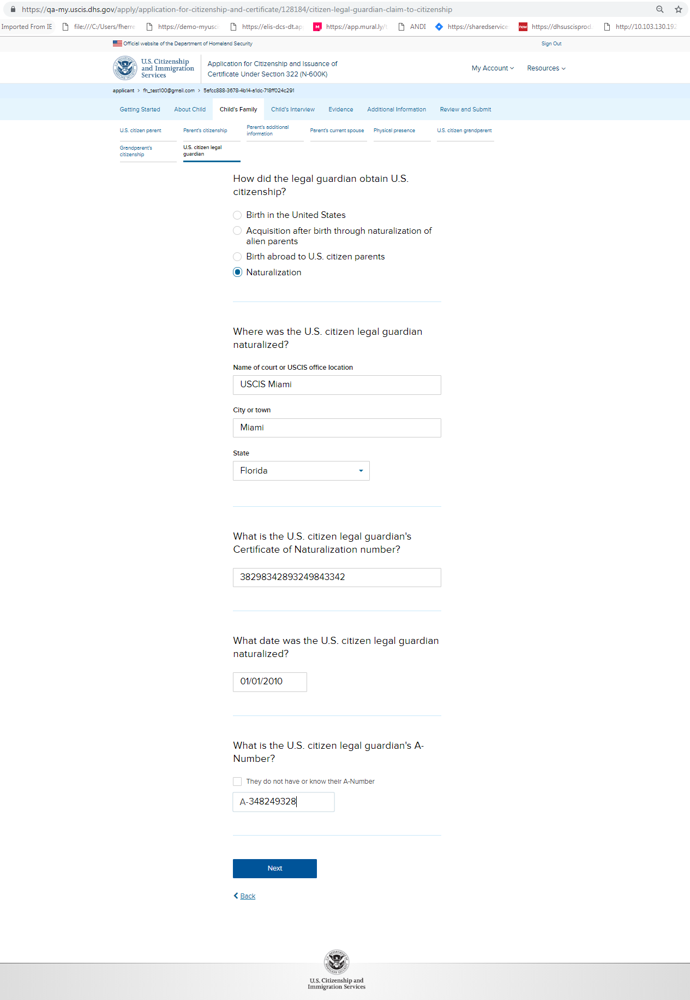 https://qa-my.uscis.dhs.gov/apply/application-for-citizenship-and-certificate/128184/citizen-legal-guardian-claim-to-citizenship
Imported From IE file:///C:/Users/fherre https://demo-myusci https://elis-dcs-dt.ap https://app.mural.ly/t ANDI https://sharedservice https://dhsuscisprod. http://10.103.130.192
Official website of the Department of Homeland Security Sign Out
U.S. Citizenship
and Immigration
Services
Application for Citizenship and Issuance of
Certificate Under Section 322 (N-600K)
My Account Resources
applicant > fh_test100@gmail.com > 5afcc888-3678-4b14-a1dc-718ff024c291
Getting Started About Child Child's Family Child's Interview Evidence Additional Information Review and Submit
U.S. citizen parent
Parent's citizenship
Parent's additional
information
Parent's current spouse
Physical presence
U.S. citizen grandparent
Grandparent's
citizenship
U.S. citizen legal
guardian
How did the legal guardian obtain U.S.
citizenship?
Birth in the United States
Acquisition after birth through naturalization of
alien parents
Birth abroad to U.S. citizen parents
Naturalization
Where was the U.S. citizen legal guardian
naturalized?
Name of court or USCIS office location
USCIS Miami
City or town
Miami
State
Florida
What is the U.S. citizen legal guardian's
Certificate of Naturalization number?
38298342893249843342
What date was the U.S. citizen legal guardian
naturalized?
01/01/2010
What is the U.S. citizen legal guardian's A-
Number?
They do not have or know their A-Number
A-348249328
Next
Back
U.S. Citizenship and
Immigration Services